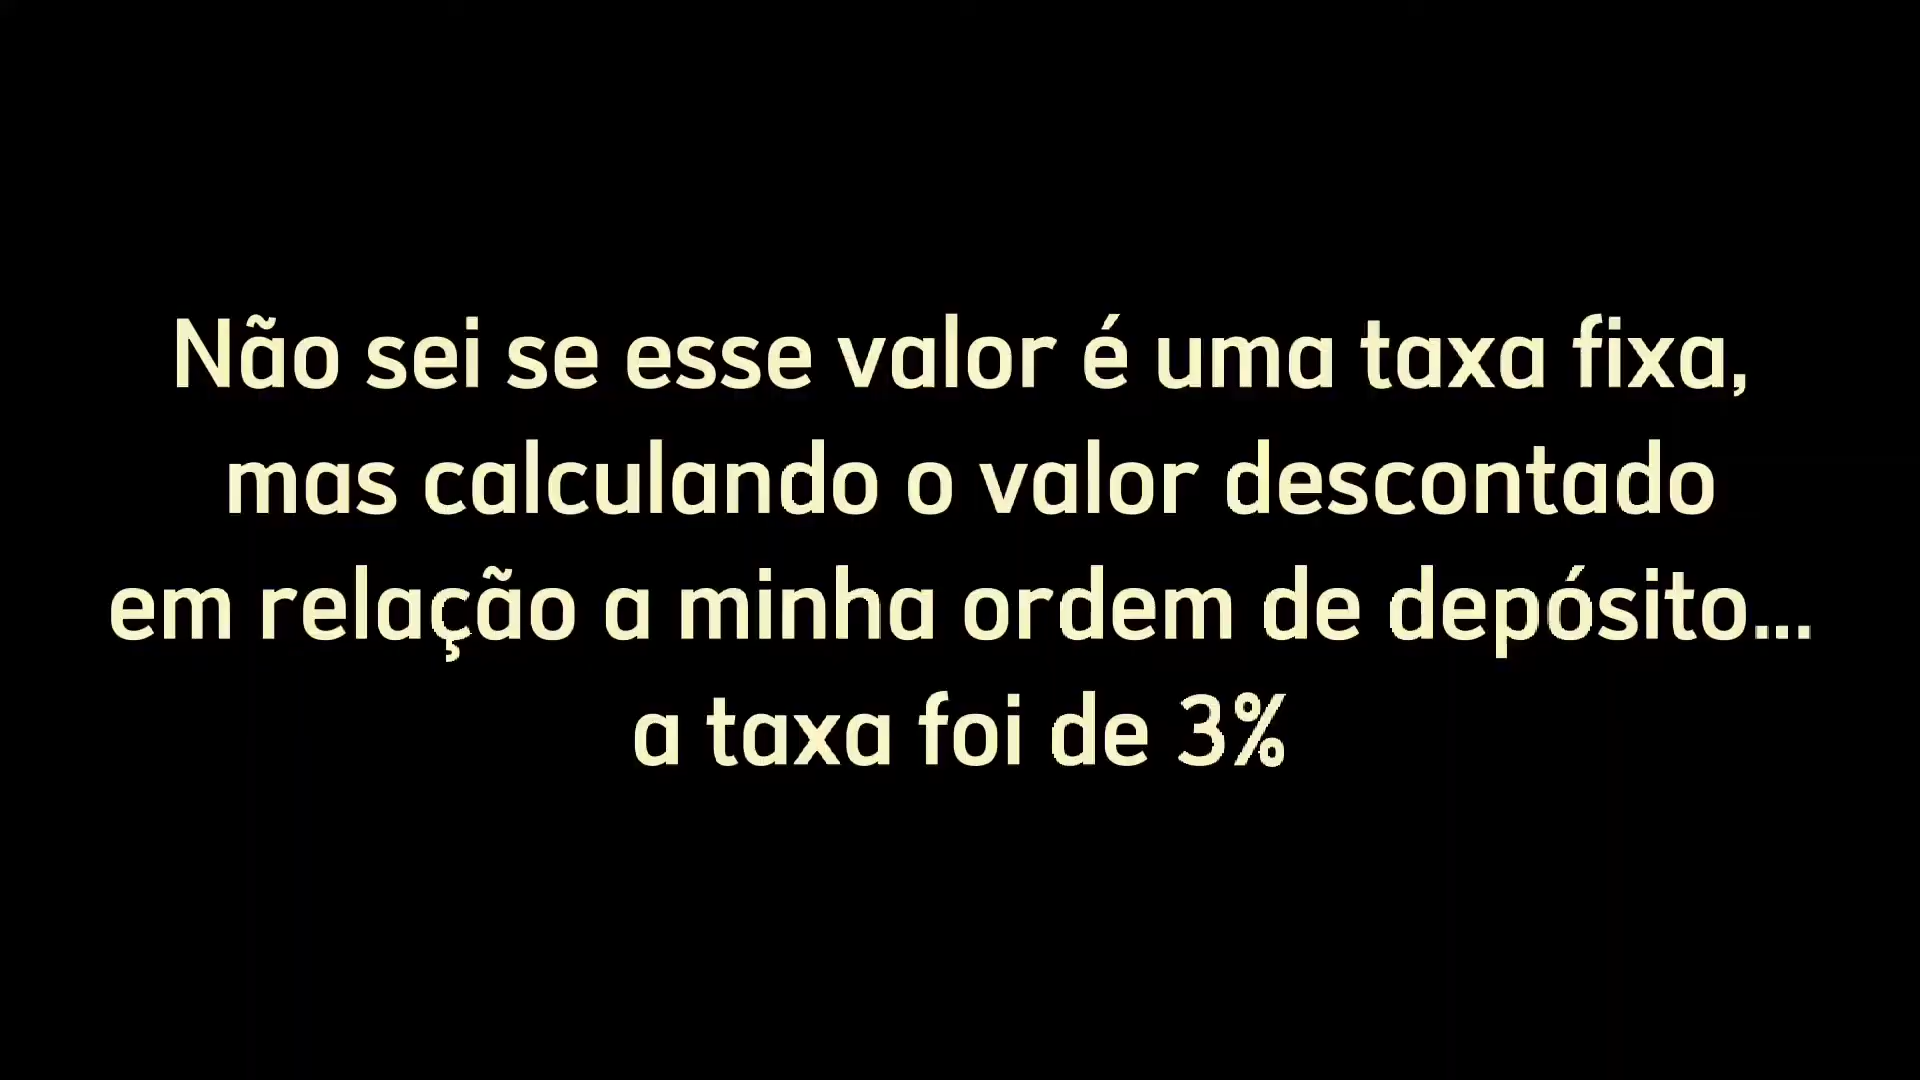 Não sei se esse valor é uma taxa fixa,
mas calculando o valor descontado
em relação a minha ordem de depósito...
a taxa foi de 3%